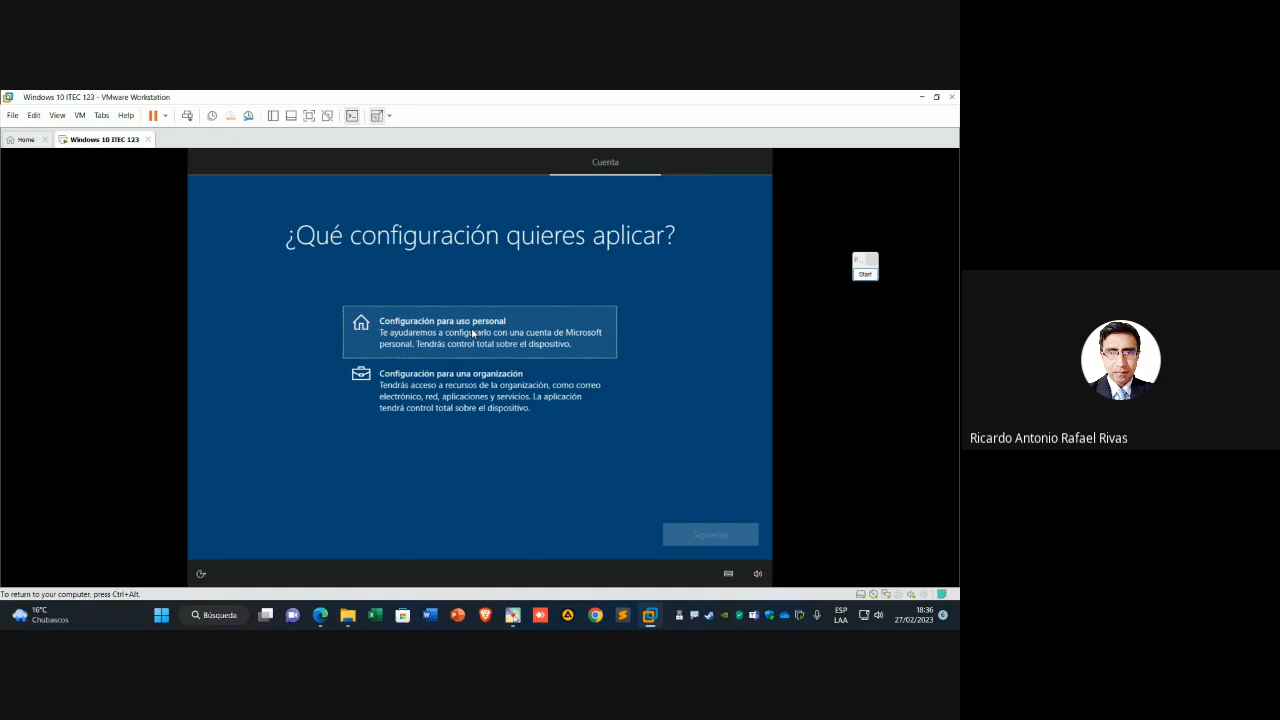 Windows 10 ITEC 123 - VMware Workstation
File Edit View VM Tabs Help
Home
Windows 10 ITEC 123
Cuenta
¿Qué configuración quieres aplicar?
P...
Start
Configuración para uso personal
Te ayudaremos a configurarlo con una cuenta de Microsoft
personal. Tendrás control total sobre el dispositivo.
Configuración para una organización
Tendrás acceso a recursos de la organización, como correo
electrónico, red, aplicaciones y servicios. La aplicación
tendrá control total sobre el dispositivo.
Siguiente
Ricardo Antonio Rafael Rivas
To return to your computer, press Ctrl+Alt.
16°C
Chubascos
Búsqueda
ESP
LAA
18:36
27/02/2023